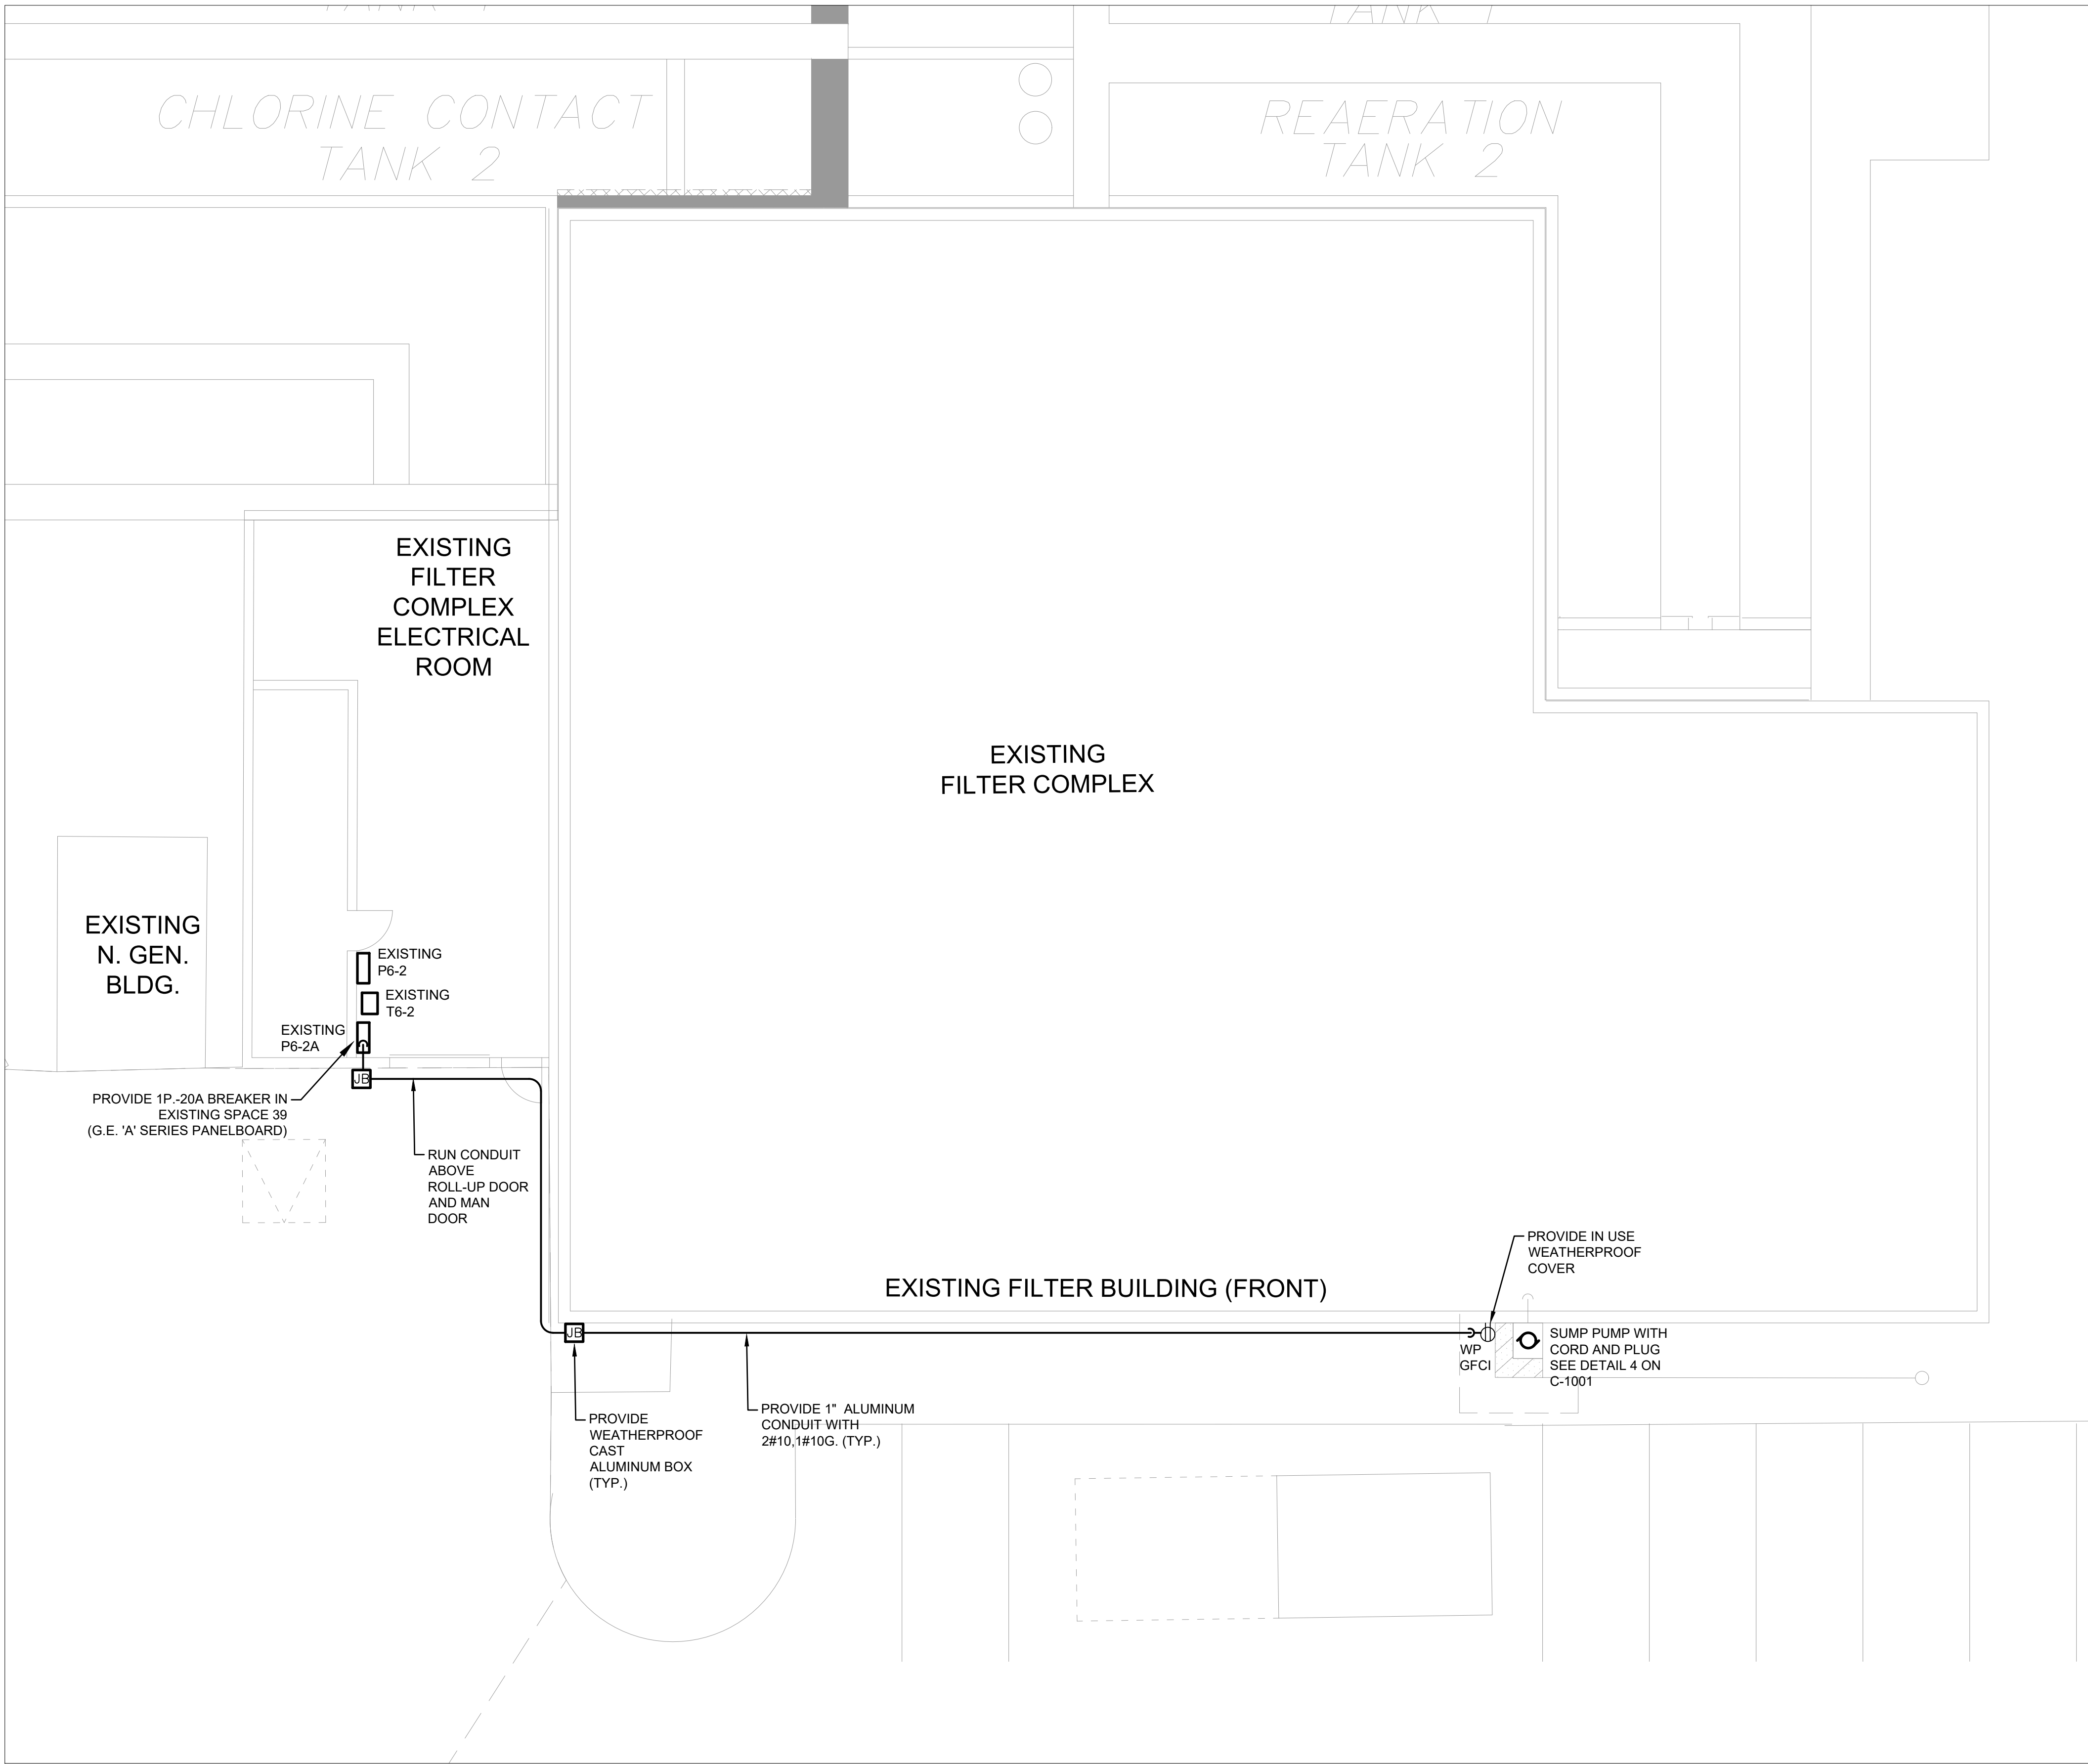 CHLORINE CONTACT
TANK 2
REAERATION
TANK 2
EXISTING
FILTER
COMPLEX
ELECTRICAL
ROOM
EXISTING
FILTER COMPLEX
EXISTING
N. GEN.
BLDG.
EXISTING
P6-2
EXISTING
T6-2
EXISTING
P6-2A
JB
PROVIDE 1P.-20A BREAKER IN
EXISTING SPACE 39
(G.E. 'A' SERIES PANELBOARD)
RUN CONDUIT
ABOVE
ROLL-UP DOOR
AND MAN
DOOR
PROVIDE IN USE
WEATHERPROOF
COVER
EXISTING FILTER BUILDING (FRONT)
JB
WP
GFCI
SUMP PUMP WITH
CORD AND PLUG
SEE DETAIL 4 ON
C-1001
PROVIDE 1" ALUMINUM
CONDUIT WITH
2#10,1#10G. (TYP.)
PROVIDE
WEATHERPROOF
CAST
ALUMINUM BOX
(TYP.)